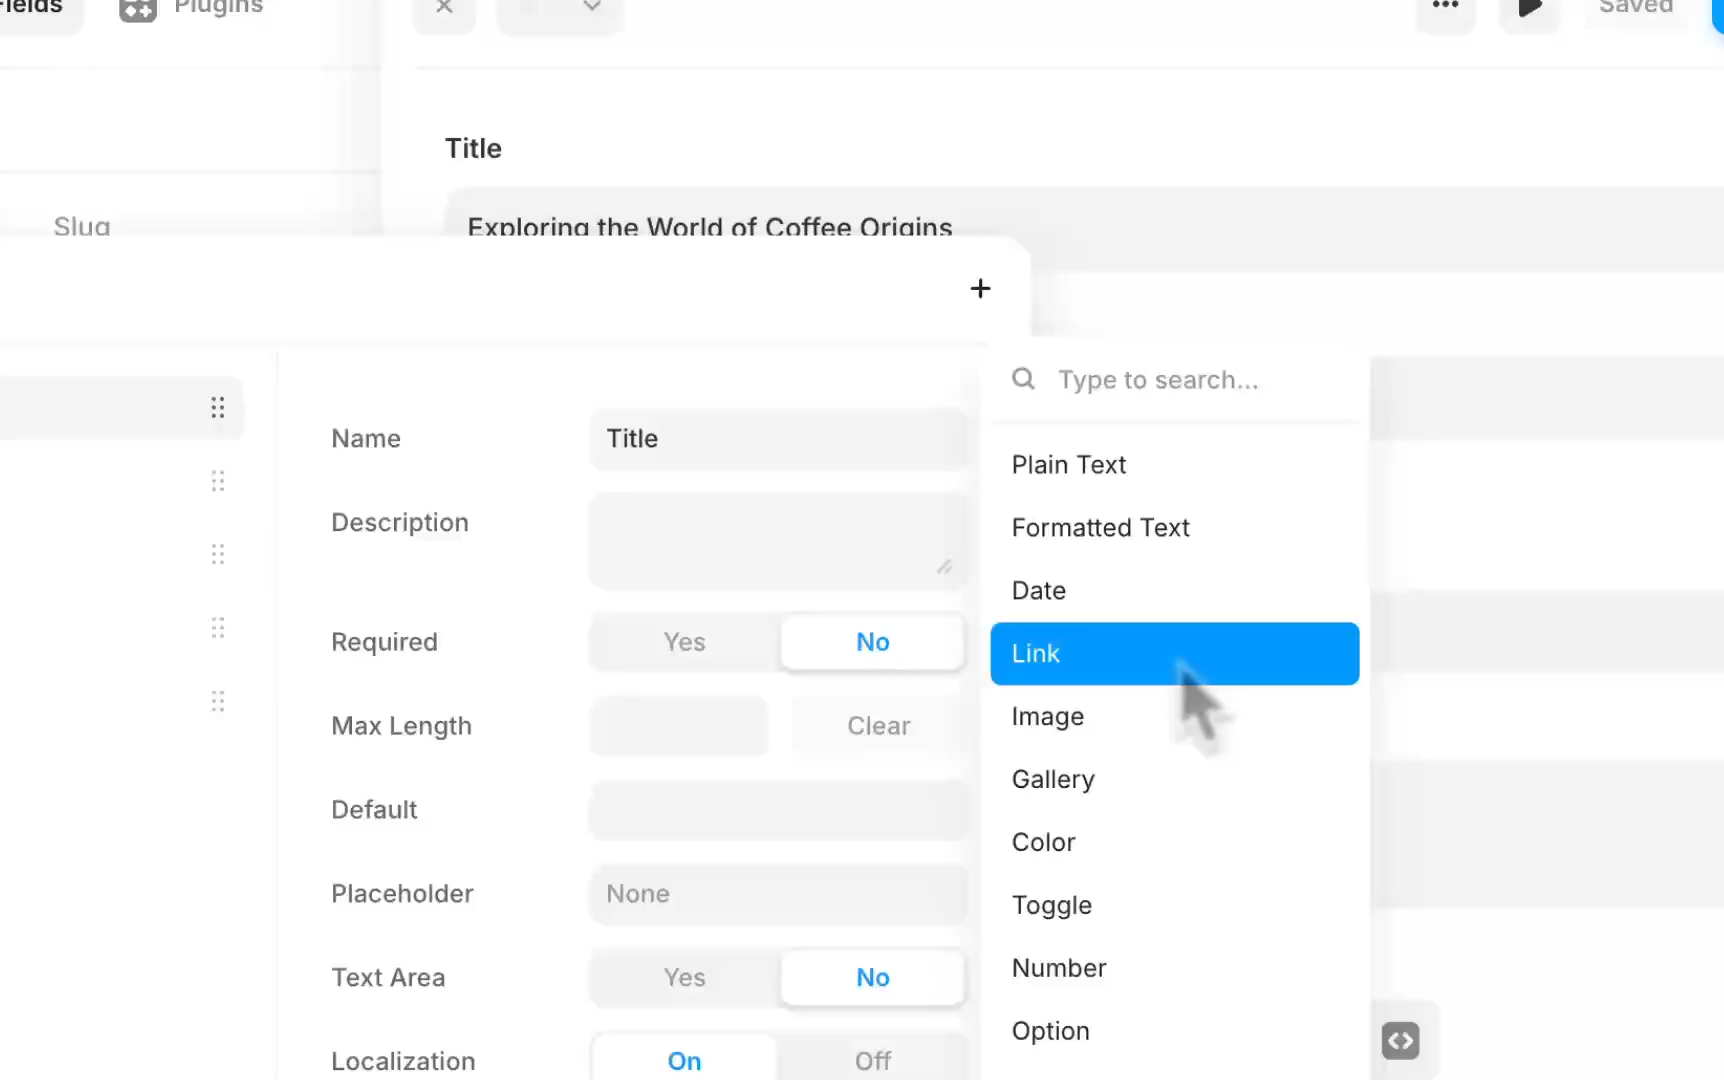 Fields
Plugins
Saved
Title
Slug
Exploring the World of Coffee Origins
Type to search...
Name
Title
Plain Text
Description
Formatted Text
Date
Required
Yes
No
Link
Max Length
Clear
Image
Gallery
Default
Color
Placeholder
None
Toggle
Text Area
Yes
No
Number
Option
Localization
On
Off